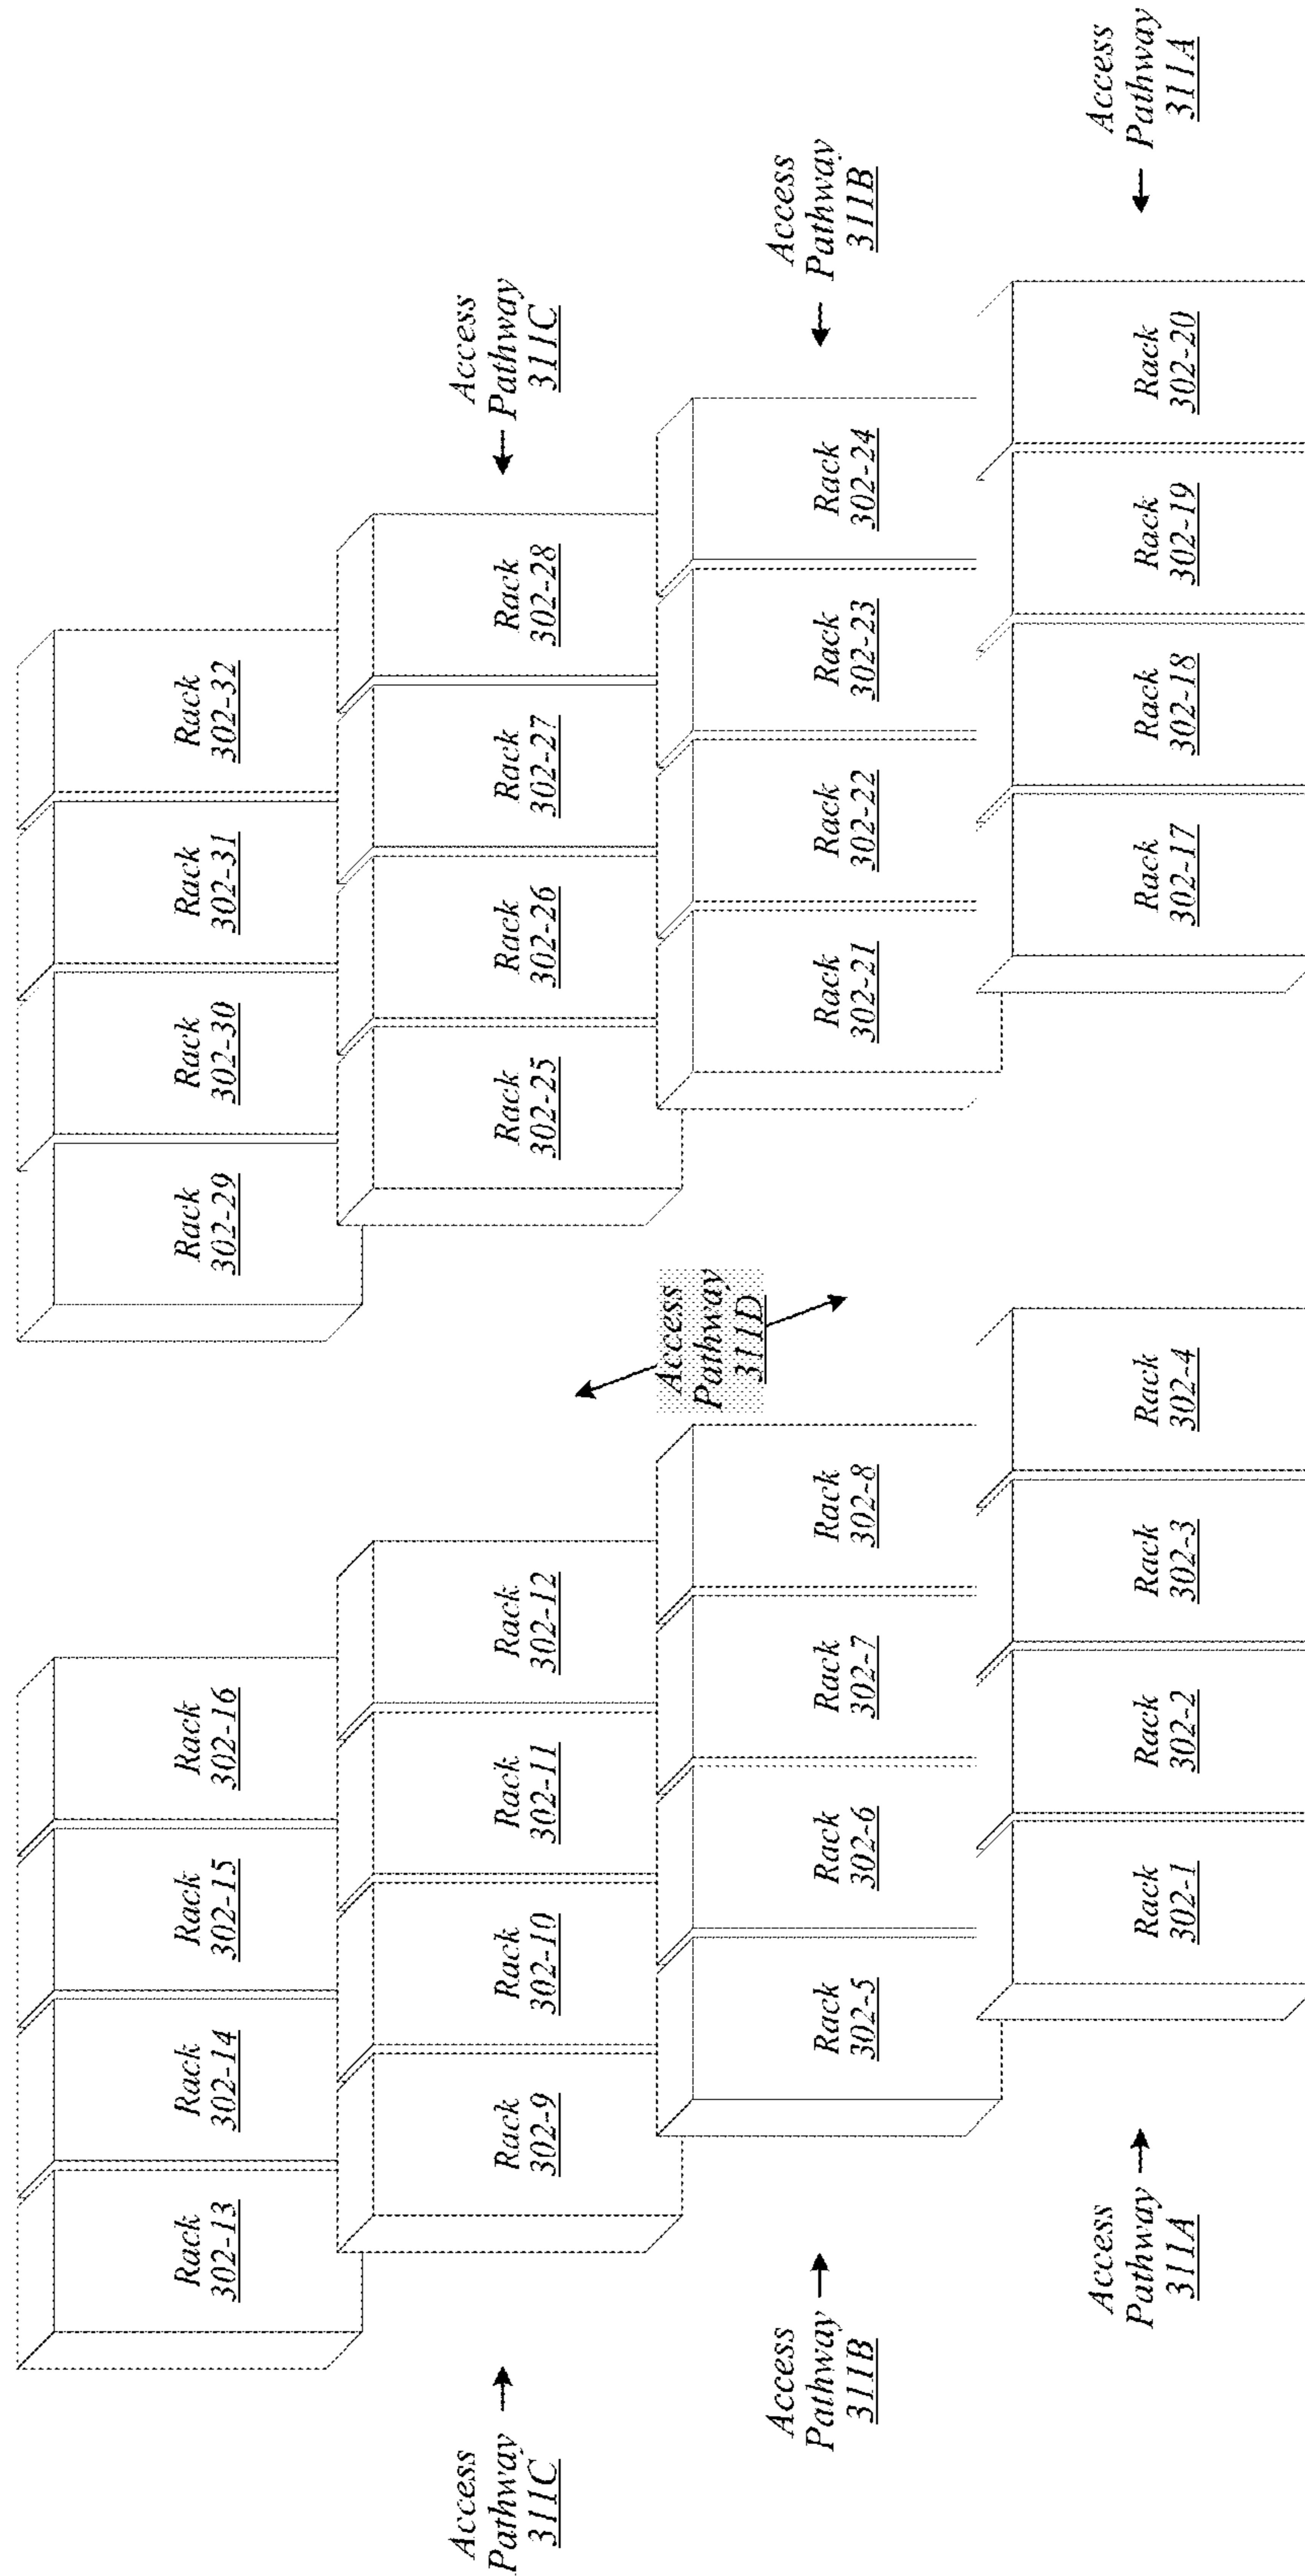 Rack
302-13
Rack
302-14
Rack
302-15
Rack
302-16
Rack
302-29
Rack
302-30
Rack
302-31
Rack
302-32
Access
Pathway
311C
Rack
302-9
Rack
302-10
Rack
302-11
Rack
302-12
Rack
302-25
Rack
302-26
Rack
302-27
Rack
302-28
Access
Pathway
311C
Access
Pathway
311D
Access
Pathway
311B
Rack
302-5
Rack
302-6
Rack
302-7
Rack
302-8
Rack
302-21
Rack
302-22
Rack
302-23
Rack
302-24
Access
Pathway
311B
Access
Pathway
311A
Rack
302-1
Rack
302-2
Rack
302-3
Rack
302-4
Rack
302-17
Rack
302-18
Rack
302-19
Rack
302-20
Access
Pathway
311A